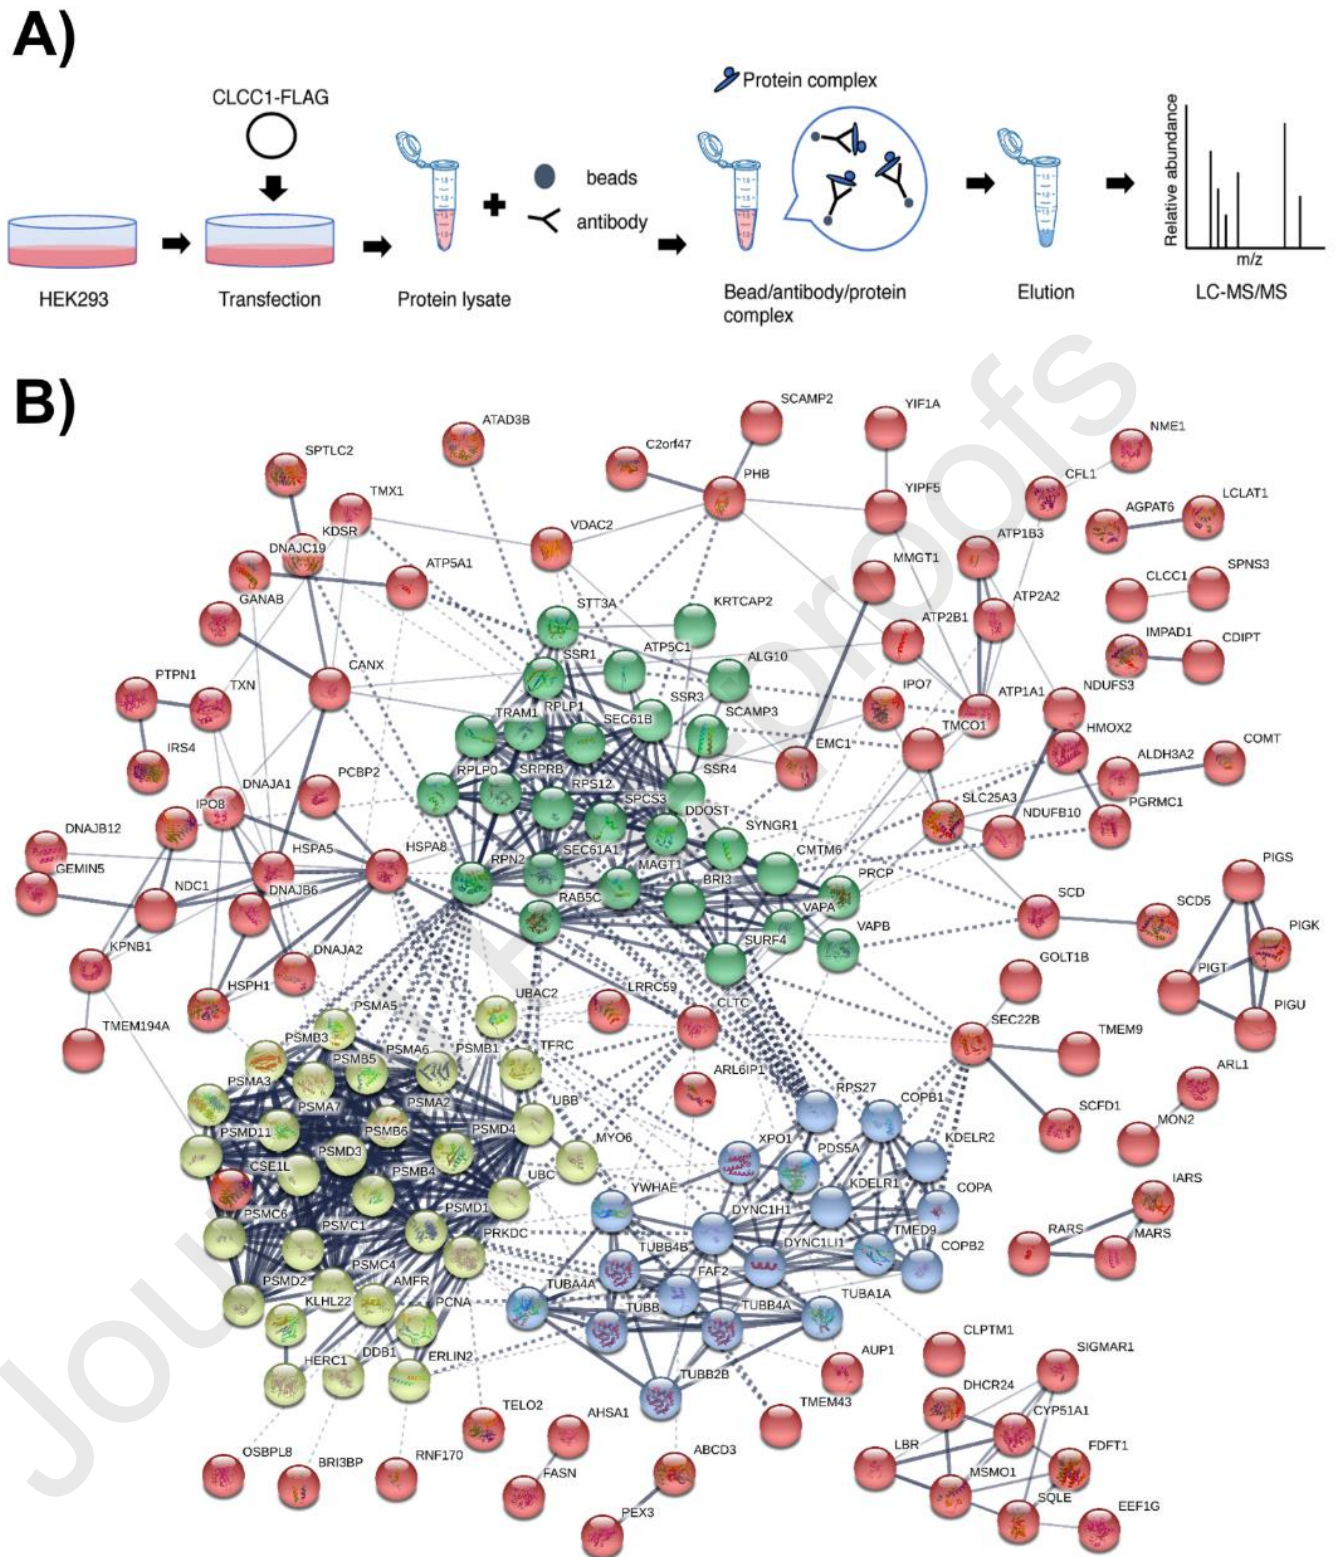 A)
Protein complex
CLCC1-FLAG
beads
antibody
Relative abundance
m/z
HEK293
Transfection
Protein lysate
Bead/antibody/protein
complex
Elution
LC-MS/MS
B)
SCAMP2
YIF1A
ATAD3B
NME1
C2orf47
SPTLC2
PHB
CFL1
TMX1
YIPF5
LCLAT1
AGPAT6
KDSR
VDAC2
ATP1B3
DNAJC19
MMGT1
ATP5A1
SPNS3
CLCC1
GANAB
STT3A
KRTCAP2
ATP2A2
ATP2B1
IMPAD1
CDIPT
SSR1
ATP5C1
ALG10
CANX
PTPN1
TXN
IPO7
ATP1A1
NDUFS3
SSR3
RPLP1
TRAM1
SEC61B
SCAMP3
TMCO1
HMOX2
IRS4
EMC1
ALDH3A2
COMT
RPLP0
SRPRB
SSR4
DNAJA1
PCBP2
RPS12
SPCS3
SLC25A3
PGRMC1
IPO8
DDOST
NDUFB10
DNAJB12
SYNGR1
HSPA5
HSPA8
SEC61A1
CMTM6
PIGS
RPN2
MAGT1
GEMIN5
PRCP
BRI3
NDC1
DNAJB6
RAB5C
SCD
SCD5
VAPA
PIGK
VAPB
KPNB1
DNAJA2
SURF4
GOLT1B
PIGT
HSPH1
UBAC2
LRRC59
CLTC
PIGU
PSMA5
SEC22B
TMEM194A
TMEM9
PSMB3
PSMB5
PSMA6
PSMB1
TFRC
ARL1
ARL6IP1
PSMA3
RPS27
COPB1
PSMA7
PSMA2
UBB
SCFD1
MON2
PSMD11
PSMB6
PSMD4
MYO6
XPO1
PDS5A
KDELR2
PSMD3
CSE1L
PSMB4
UBC
IARS
YWHAE
KDELR1
COPA
PSMC6
PSMC1
PSMD1
DYNC1H1
TMED9
RARS
MARS
PRKDC
TUBB4B
DYNC1LI1
COPB2
FAF2
PSMD2
PSMC4
AMFR
TUBA4A
TUBA1A
KLHL22
PCNA
TUBB
TUBB4A
CLPTM1
SIGMAR1
HERC1
DDB1
ERLIN2
AUP1
TUBB2B
DHCR24
TMEM43
TELO2
AHSA1
CYP51A1
OSBPL8
BRI3BP
RNF170
ABCD3
LBR
FDFT1
FASN
MSMO1
SQLE
EEF1G
PEX3